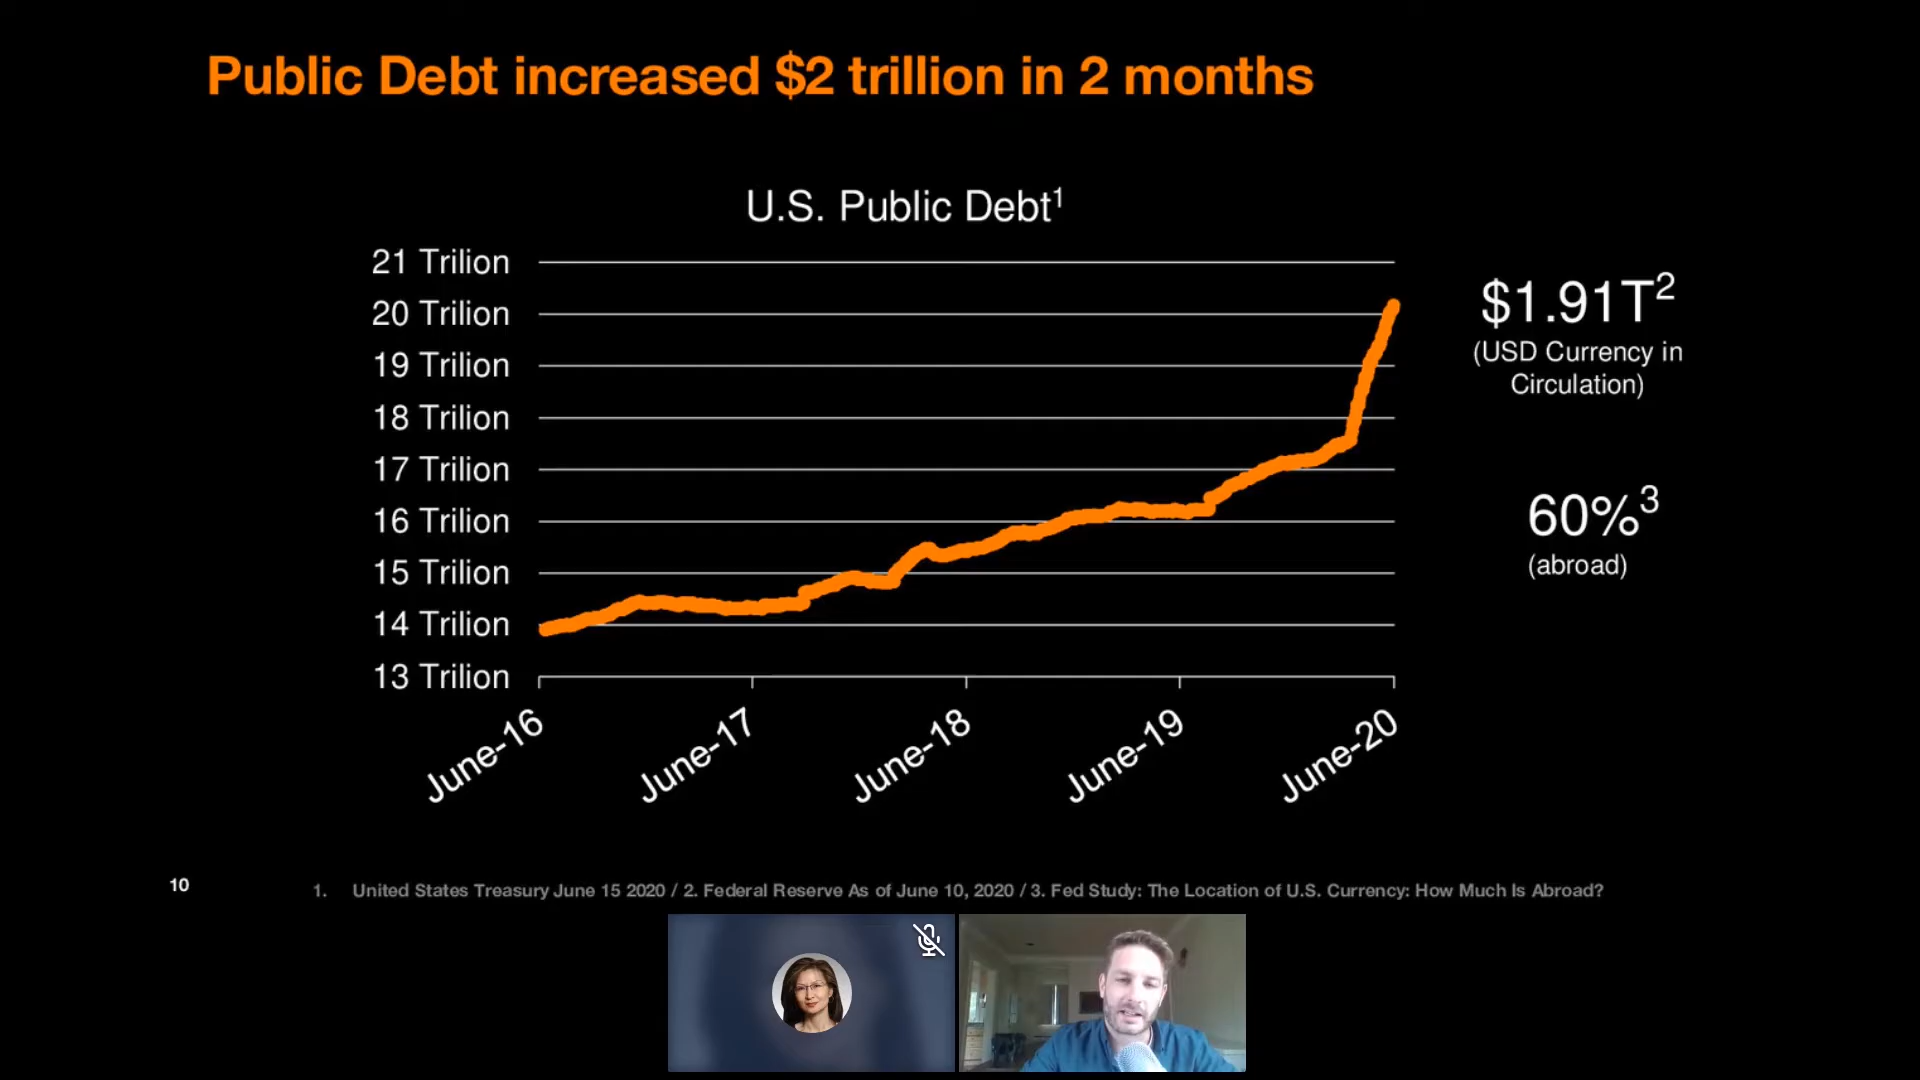 Public Debt increased $2 trillion in 2 months
U.S. Public Debt¹
21 Trilion
20 Trilion
19 Trilion
18 Trilion
17 Trilion
16 Trilion
15 Trilion
14 Trilion
13 Trilion
June-16
June-17
June-18
June-19
June-20
$1.91T²
(USD Currency in
Circulation)
60%³
(abroad)
10
1. United States Treasury June 15 2020 / 2. Federal Reserve As of June 10, 2020 / 3. Fed Study: The Location of U.S. Currency: How Much Is Abroad?